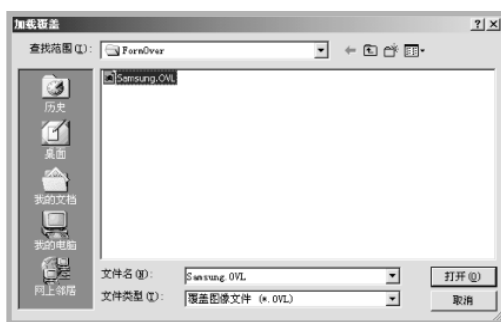 加载覆盖
查找范围(I): FornOver
Samsung.OVL
历史
桌面
我的文档
我的电脑
网上邻居
文件名(N): Samsung.OVL 打开(O)
文件类型(T): 覆盖图像文件 (*.OVL) 取消